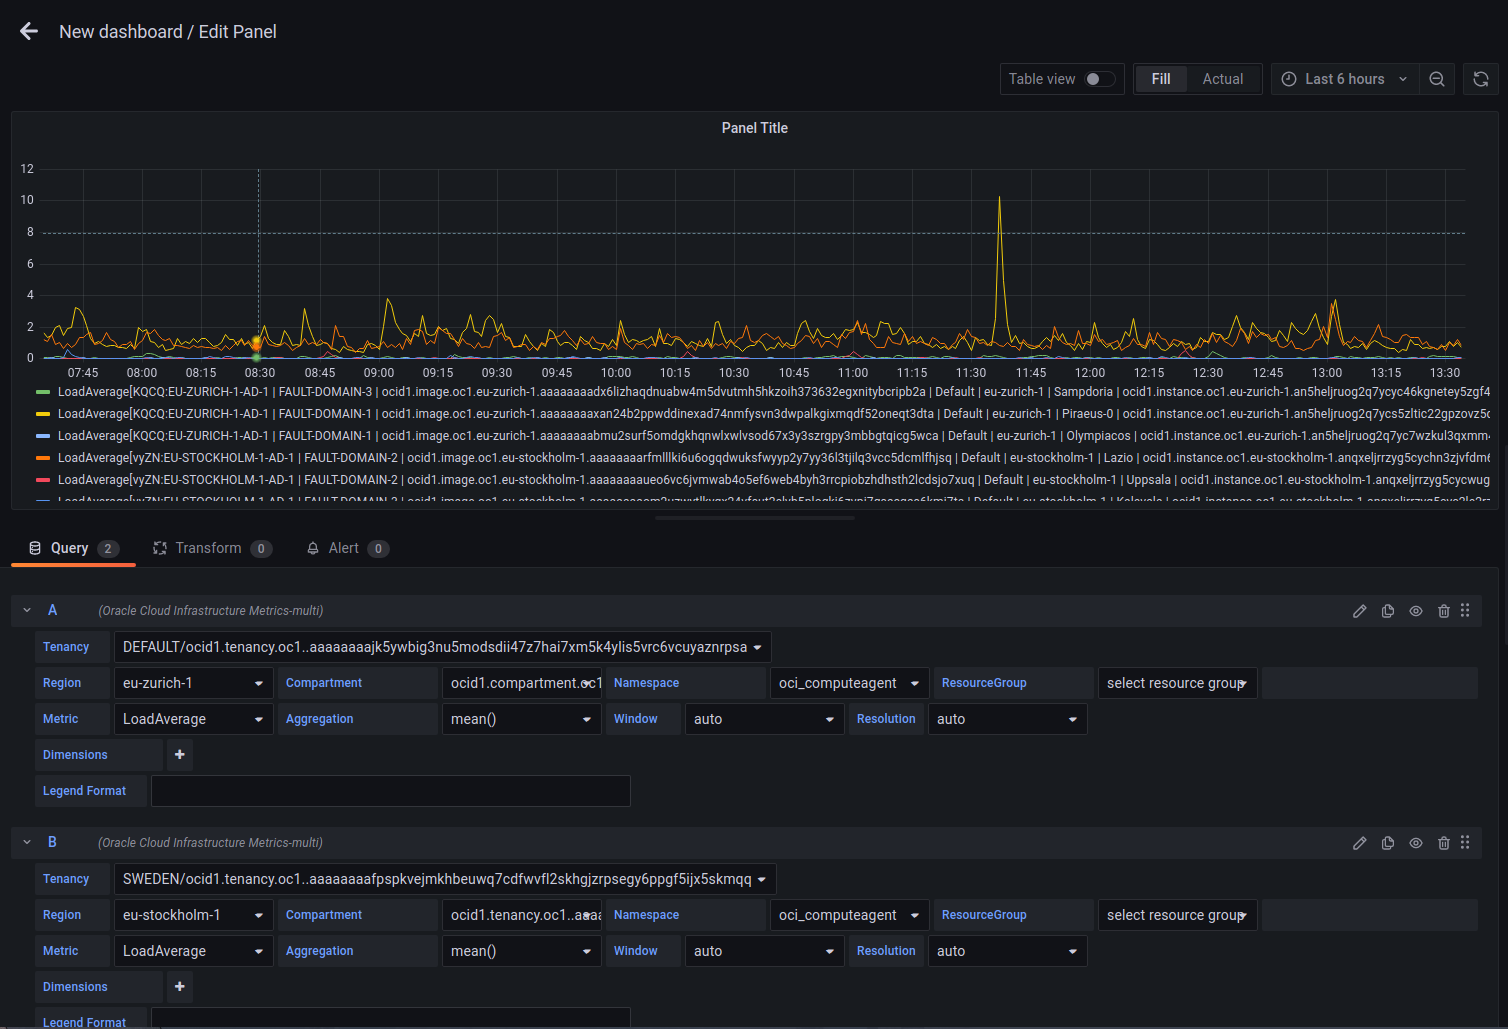 New dashboard / Edit Panel
Table view Fill Actual Last 6 hours
Panel Title
12
10
8
6
4
2
0
07:45 08:00 08:15 08:30 08:45 09:00 09:15 09:30 09:45 10:00 10:15 10:30 10:45 11:00 11:15 11:30 11:45 12:00 12:15 12:30 12:45 13:00 13:15 13:30
LoadAverage[KQCQ:EU-ZURICH-1-AD-1 | FAULT-DOMAIN-3 | ocid1.image.oc1.eu-zurich-1.aaaaaaaadx6lizhaqdnuabw4m5dvutmh5hkzoih373632egxnitybcripb2a | Default | eu-zurich-1 | Sampdoria | ocid1.instance.oc1.eu-zurich-1.an5heljruog2q7ycyc46kgnetey5zgf4
LoadAverage[KQCQ:EU-ZURICH-1-AD-1 | FAULT-DOMAIN-1 | ocid1.image.oc1.eu-zurich-1.aaaaaaaaxan24b2ppwddinexad74nmfysvn3dwpalkgixmqdf52oneqt3dta | Default | eu-zurich-1 | Piraeus-0 | ocid1.instance.oc1.eu-zurich-1.an5heljruog2q7ycs5zltic22gpzovz5c
LoadAverage[KQCQ:EU-ZURICH-1-AD-1 | FAULT-DOMAIN-1 | ocid1.image.oc1.eu-zurich-1.aaaaaaaabmu2surf5omdgkhqnwlxwlvsod67x3y3szrgpy3mbbgtqicg5wca | Default | eu-zurich-1 | Olympiacos | ocid1.instance.oc1.eu-zurich-1.an5heljruog2q7yc7wzkul3qxmm
LoadAverage[vyZN:EU-STOCKHOLM-1-AD-1 | FAULT-DOMAIN-2 | ocid1.image.oc1.eu-stockholm-1.aaaaaaaarfmlllki6u6ogqdwuksfwyyp2y7yy36l3tjilq3vcc5dcmlfhjsq | Default | eu-stockholm-1 | Lazio | ocid1.instance.oc1.eu-stockholm-1.anqxeljrrzyg5cychn3zjvfdm
LoadAverage[vyZN:EU-STOCKHOLM-1-AD-1 | FAULT-DOMAIN-2 | ocid1.image.oc1.eu-stockholm-1.aaaaaaaaueo6vc6jvmwab4o5ef6web4byh3rrcpiobzhdhsth2lcdsjo7xuq | Default | eu-stockholm-1 | Uppsala | ocid1.instance.oc1.eu-stockholm-1.anqxeljrrzyg5cycwug
Query 2 Transform 0 Alert 0
A (Oracle Cloud Infrastructure Metrics-multi)
Tenancy DEFAULT/ocid1.tenancy.oc1..aaaaaaaajk5ywbig3nu5modsdii47z7hai7xm5k4ylis5vrc6vcuyaznrpsa
Region eu-zurich-1 Compartment ocid1.compartment.oc1 Namespace oci_computeagent ResourceGroup select resource group
Metric LoadAverage Aggregation mean() Window auto Resolution auto
Dimensions +
Legend Format
B (Oracle Cloud Infrastructure Metrics-multi)
Tenancy SWEDEN/ocid1.tenancy.oc1..aaaaaaaafpspkvejmkhbeuwq7cdfwvfl2skhgjzrpsegy6ppgf5ijx5skmqq
Region eu-stockholm-1 Compartment ocid1.tenancy.oc1..aaaa Namespace oci_computeagent ResourceGroup select resource group
Metric LoadAverage Aggregation mean() Window auto Resolution auto
Dimensions +
Legend Format